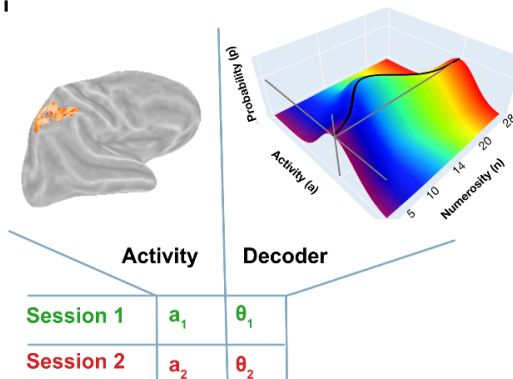 Probability (p)
Activity (a)
Numerosity (n)
5
10
14
20
28
Activity
Decoder
Session 1
a1
θ1
Session 2
a2
θ2